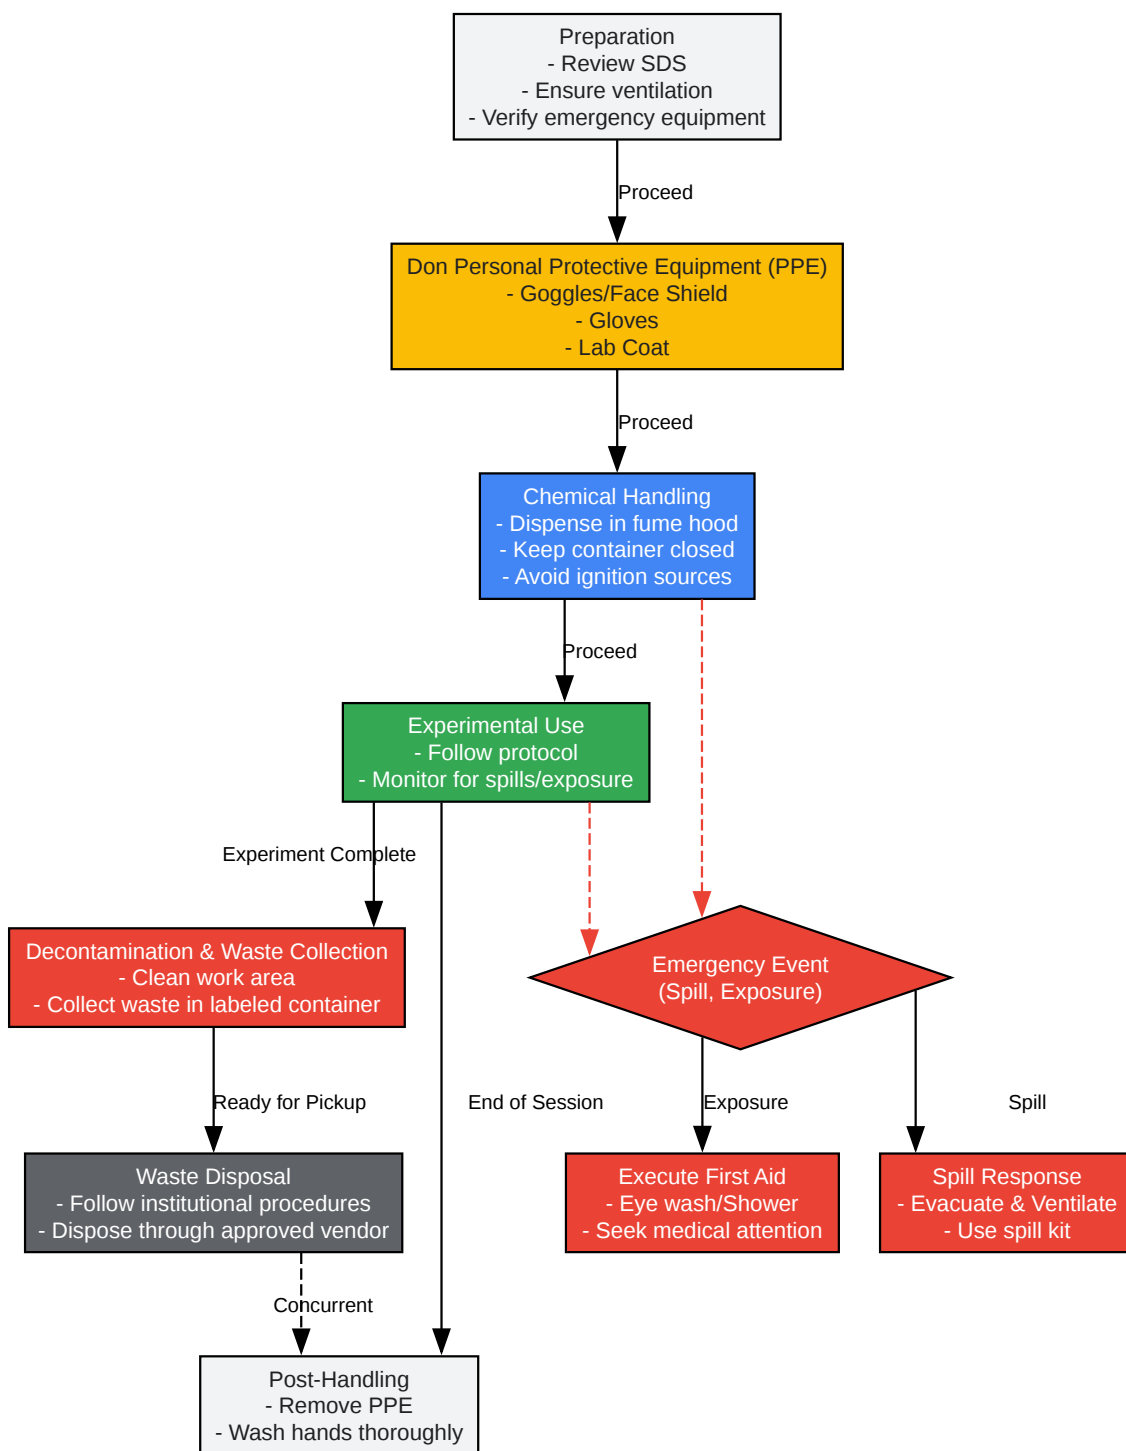 Preparation
- Review SDS
- Ensure ventilation
- Verify emergency equipment
Proceed
Don Personal Protective Equipment (PPE)
- Goggles/Face Shield
- Gloves
- Lab Coat
Proceed
Chemical Handling
- Dispense in fume hood
- Keep container closed
- Avoid ignition sources
Proceed
Experimental Use
- Follow protocol
- Monitor for spills/exposure
Experiment Complete
Decontamination & Waste Collection
- Clean work area
- Collect waste in labeled container
Emergency Event
(Spill, Exposure)
Ready for Pickup
End of Session
Exposure
Spill
Waste Disposal
- Follow institutional procedures
- Dispose through approved vendor
Execute First Aid
- Eye wash/Shower
- Seek medical attention
Spill Response
- Evacuate & Ventilate
- Use spill kit
Concurrent
Post-Handling
- Remove PPE
- Wash hands thoroughly